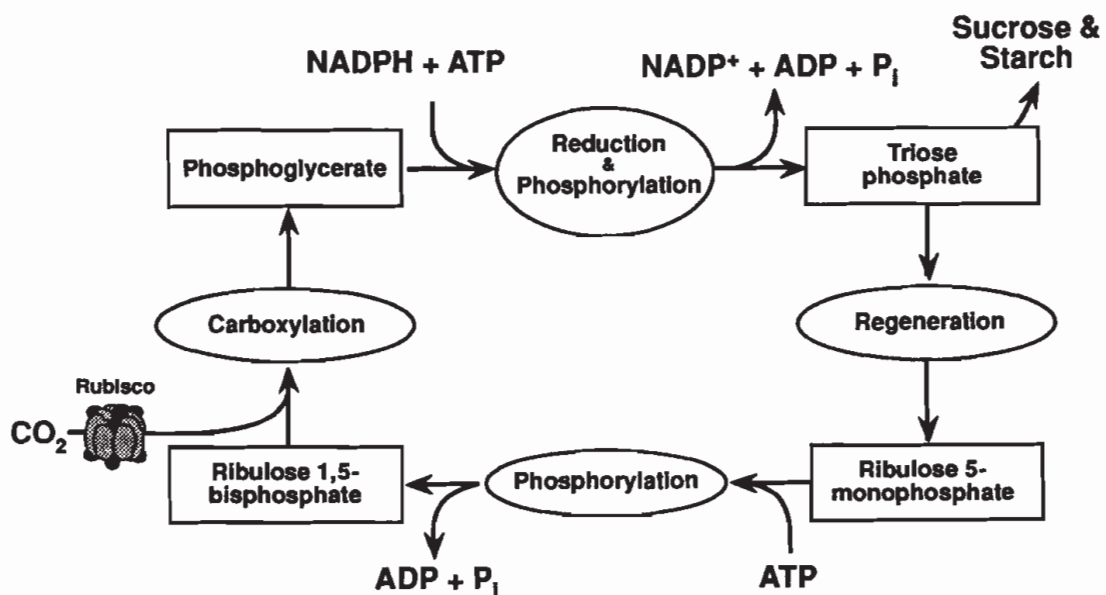 Sucrose &
Starch
NADPH + ATP
NADP+ + ADP + Pi
Phosphoglycerate
Reduction
&
Phosphorylation
Triose
phosphate
Carboxylation
Regeneration
Rubisco
CO2
Ribulose 1,5-
bisphosphate
Phosphorylation
Ribulose 5-
monophosphate
ADP + Pi
ATP